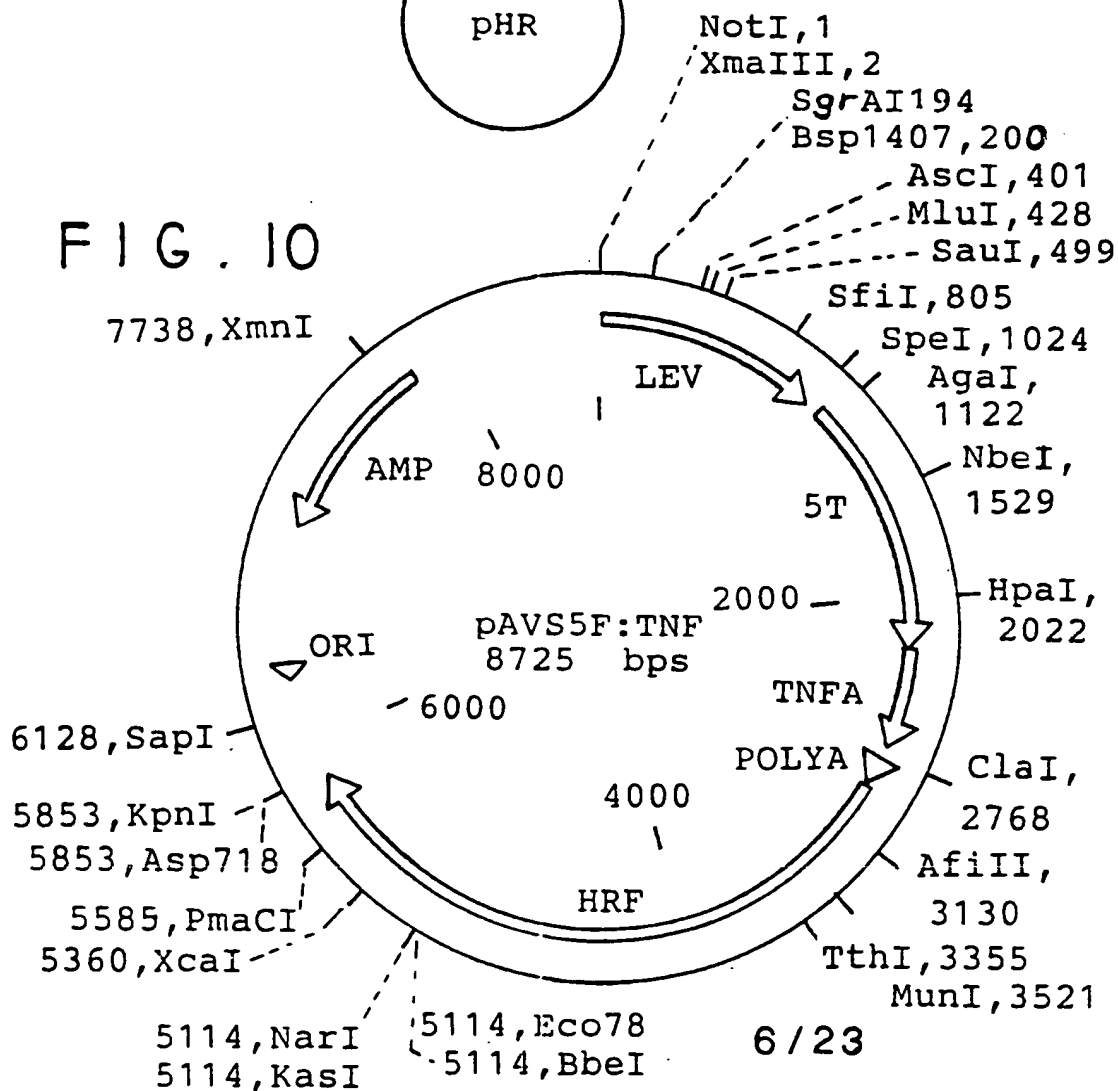 pHR
NotI,1
XmaIII,2
SgrAI194
Bsp1407,200
AscI,401
MluI,428
SauI,499
FIG. 10
SfiI,805
7738,XmnI
SpeI,1024
LEV
AgaI,
1122
AMP
8000
NbeI,
1529
5T
HpaI,
2022
2000
pAVS5F:TNF
8725 bps
ORI
6000
TNFA
6128,SapI
POLYA
ClaI,
2768
4000
5853,KpnI
5853,Asp718
AfiII,
3130
HRF
5585,PmaCI
5360,XcaI
TthI,3355
MunI,3521
5114,NarI
5114,KasI
5114,Eco78
5114,BbeI
6/23